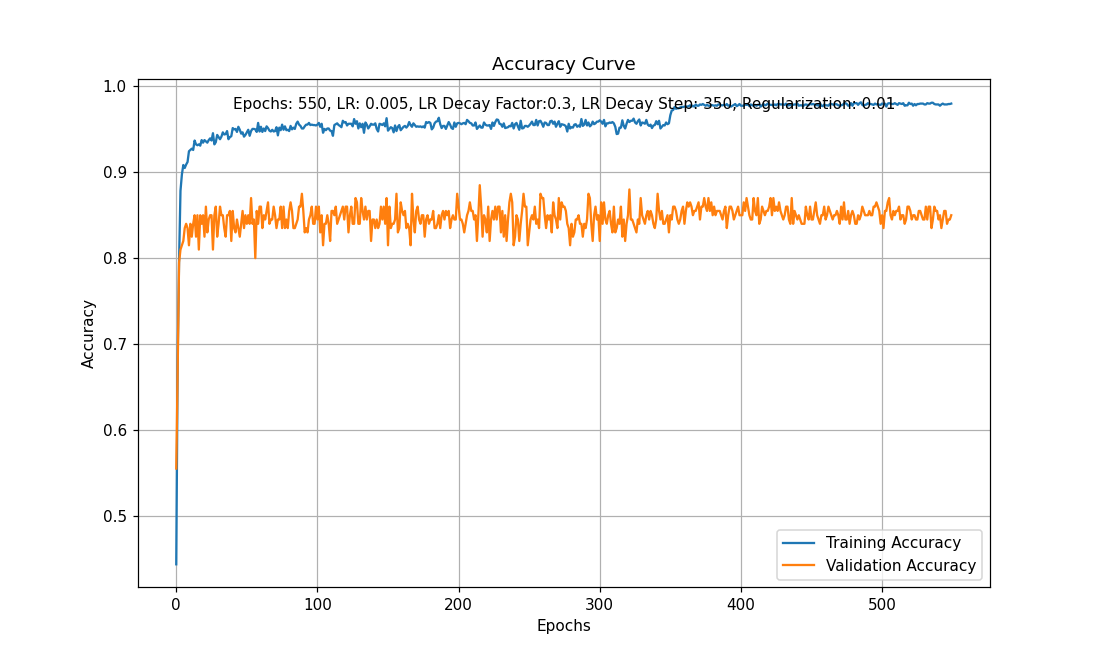 Accuracy Curve
Epochs: 550, LR: 0.005, LR Decay Factor:0.3, LR Decay Step: 350, Regularization: 0.01
1.0
0.9
0.8
0.7
0.6
0.5
Accuracy
0
100
200
300
400
500
Epochs
Training Accuracy
Validation Accuracy